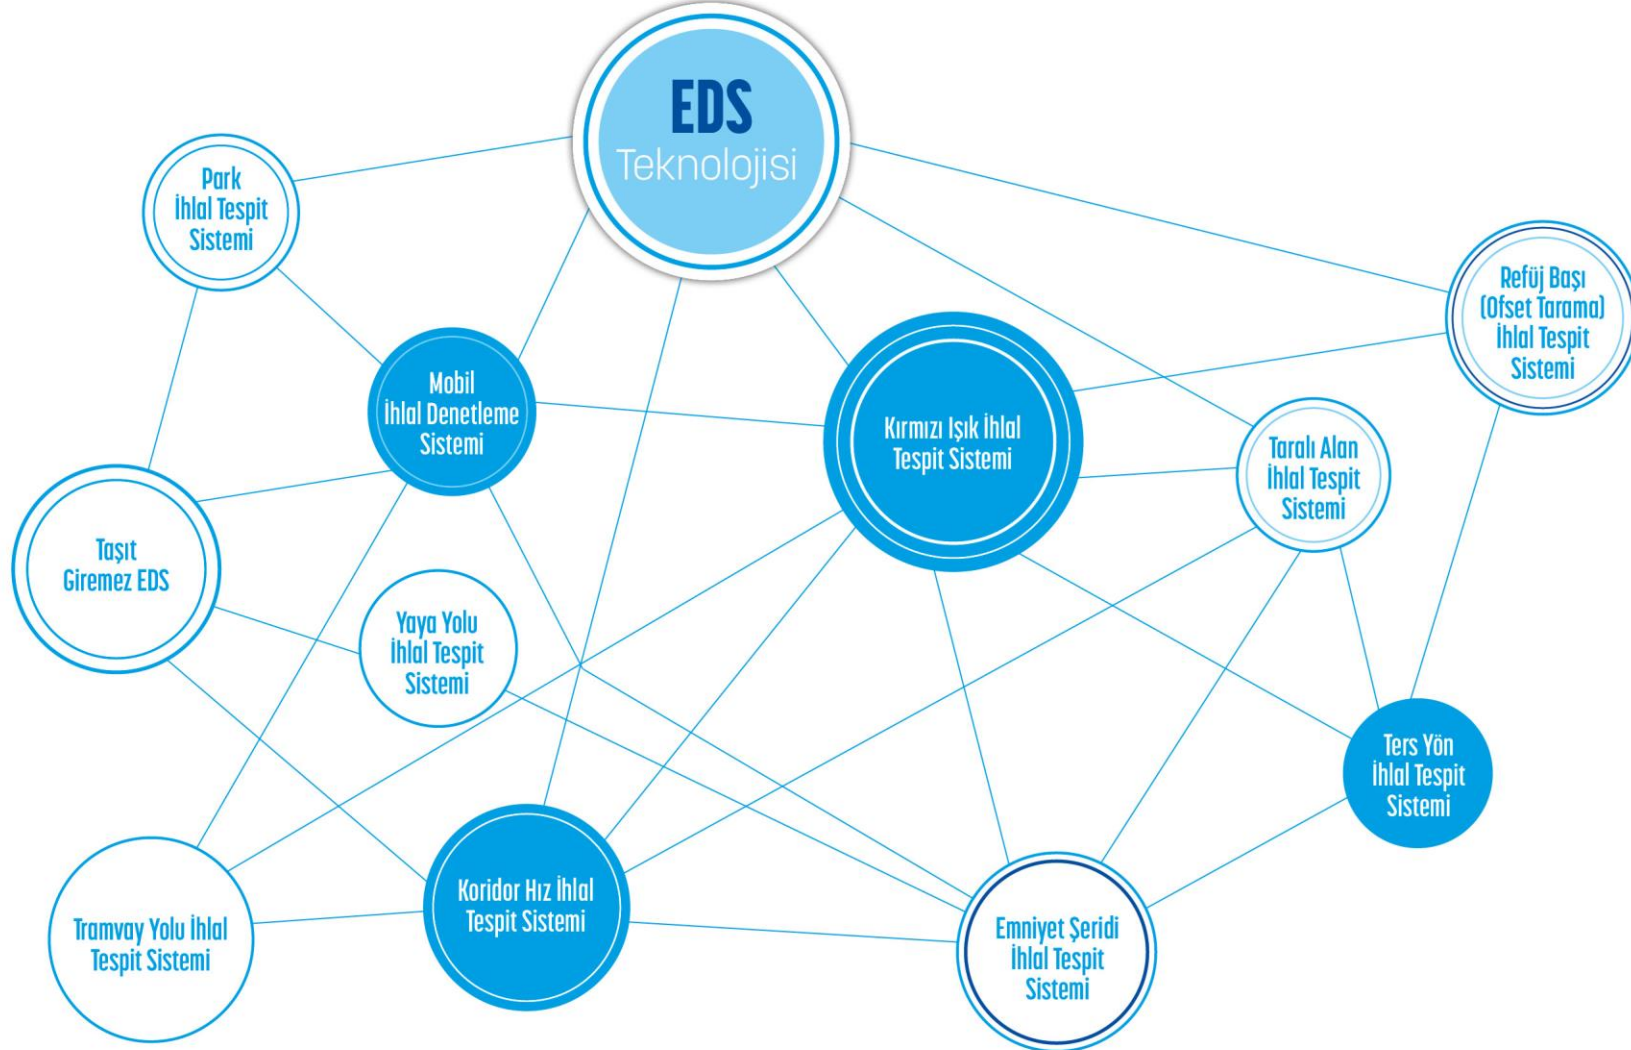 EDS
Teknolojisi
Park
İhlal Tespit
Sistemi
Refüj Başı
(Ofset Tarama)
İhlal Tespit
Sistemi
Mobil
İhlal Denetleme
Sistemi
Kırmızı Işık İhlal
Tespit Sistemi
Taralı Alan
İhlal Tespit
Sistemi
Taşıt
Giremez EDS
Yaya Yolu
İhlal Tespit
Sistemi
Ters Yön
İhlal Tespit
Sistemi
Tramvay Yolu İhlal
Tespit Sistemi
Koridor Hız İhlal
Tespit Sistemi
Emniyet Şeridi
İhlal Tespit
Sistemi